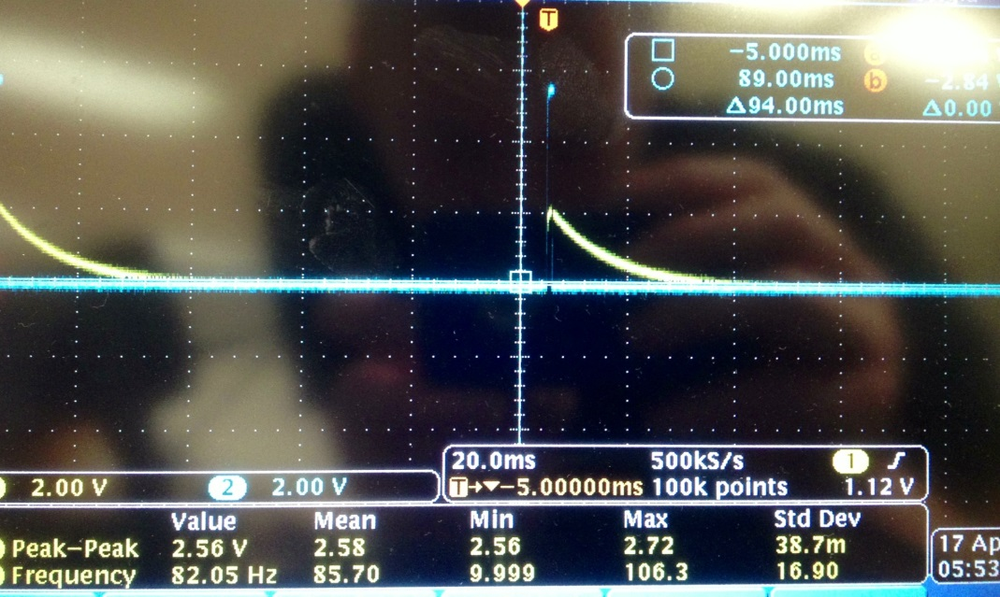 T
−5.000ms
89.00ms b −2.84
Δ94.00ms Δ0.00
2.00 V 2 2.00 V
20.0ms 500kS/s 1
T→▼−5.00000ms 100k points 1.12 V
Value Mean Min Max Std Dev
Peak−Peak 2.56 V 2.58 2.56 2.72 38.7m
Frequency 82.05 Hz 85.70 9.999 106.3 16.90
17 Ap
05:53